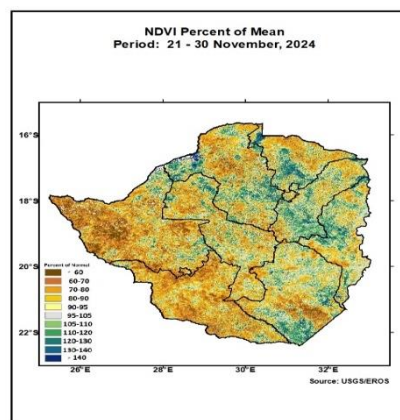 NDVI Percent of Mean
Period: 21 - 30 November, 2024
16°S
18°S
20°S
22°S
Percent of Normal
< 60
60-70
70-80
80-90
90-95
95-105
105-110
110-120
120-130
130-140
> 140
26°E
28°E
30°E
32°E
Source: USGS/EROS